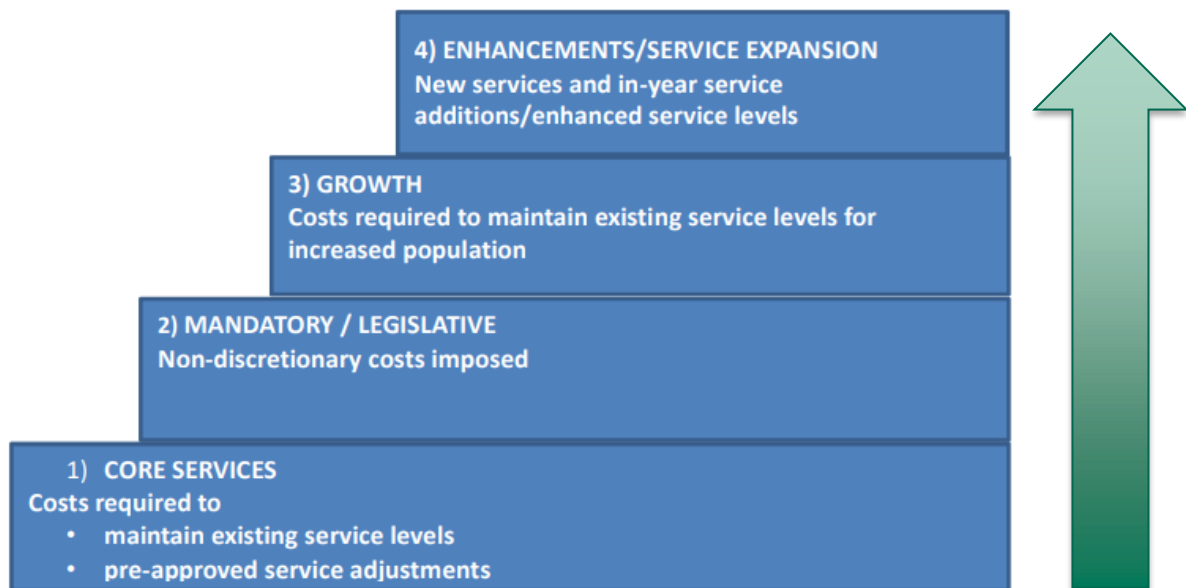 4) ENHANCEMENTS/SERVICE EXPANSION
New services and in-year service
additions/enhanced service levels
3) GROWTH
Costs required to maintain existing service levels for
increased population
2) MANDATORY / LEGISLATIVE
Non-discretionary costs imposed
1) CORE SERVICES
Costs required to
• maintain existing service levels
• pre-approved service adjustments